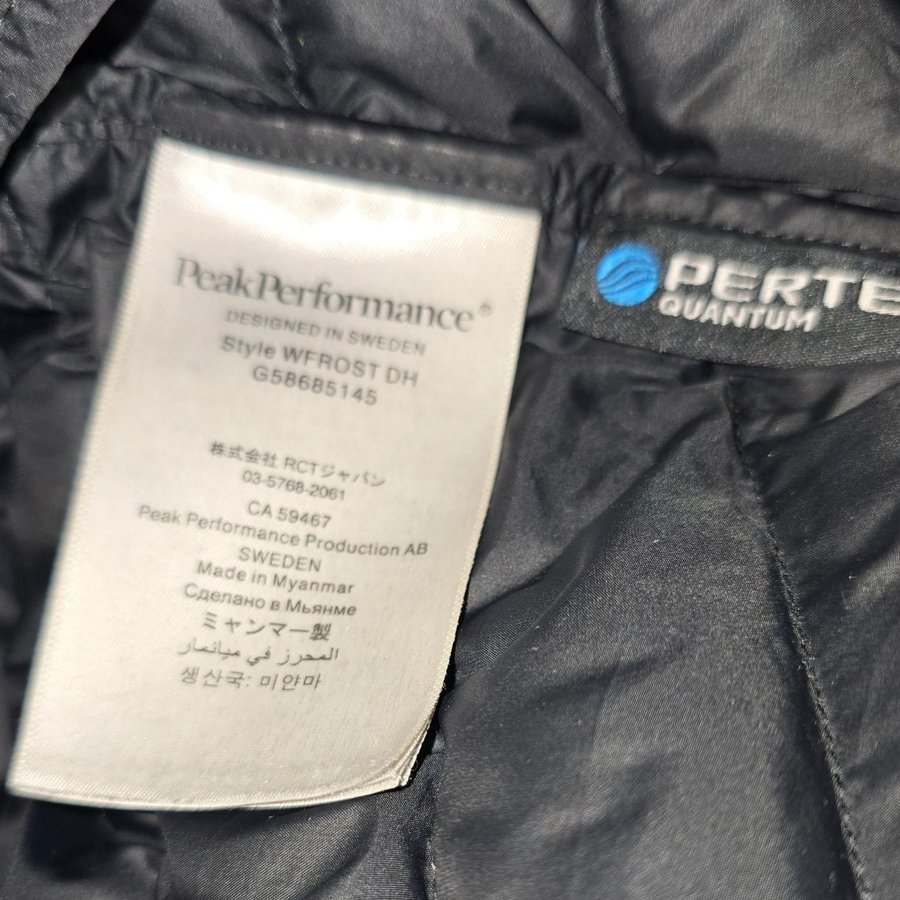 PeakPerformance®
DESIGNED IN SWEDEN
Style WFROST DH
G58685145
株式会社 RCTジャパン
03-5768-2061
CA 59467
Peak Performance Production AB
SWEDEN
Made in Myanmar
Сделано в Мьянме
ミャンマー製
المحرز في ميانمار
생산국: 미얀마
PERTE
QUANTUM